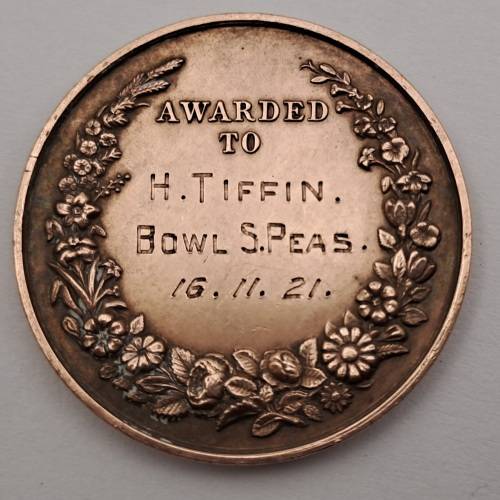 AWARDED
TO
H. TIFFIN.
BOWL S. PEAS.
16.11.21.